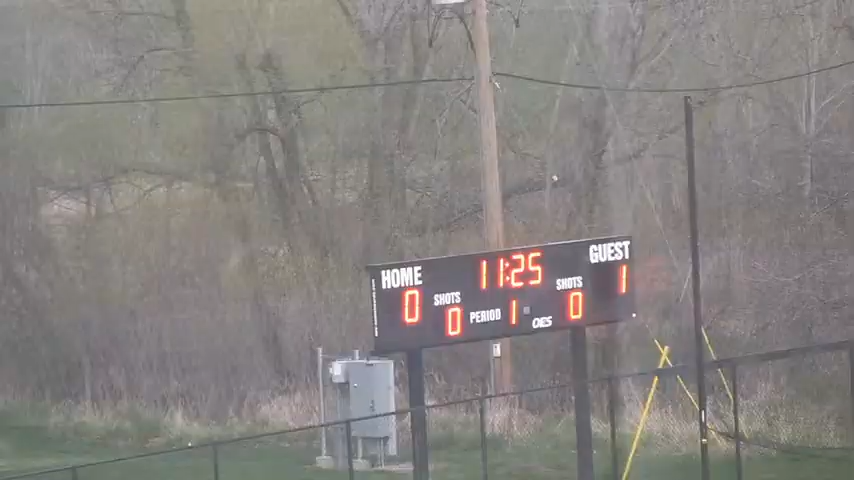 HOME 11:25 GUEST
0 SHOTS SHOTS 1
0 PERIOD 1 0
OES